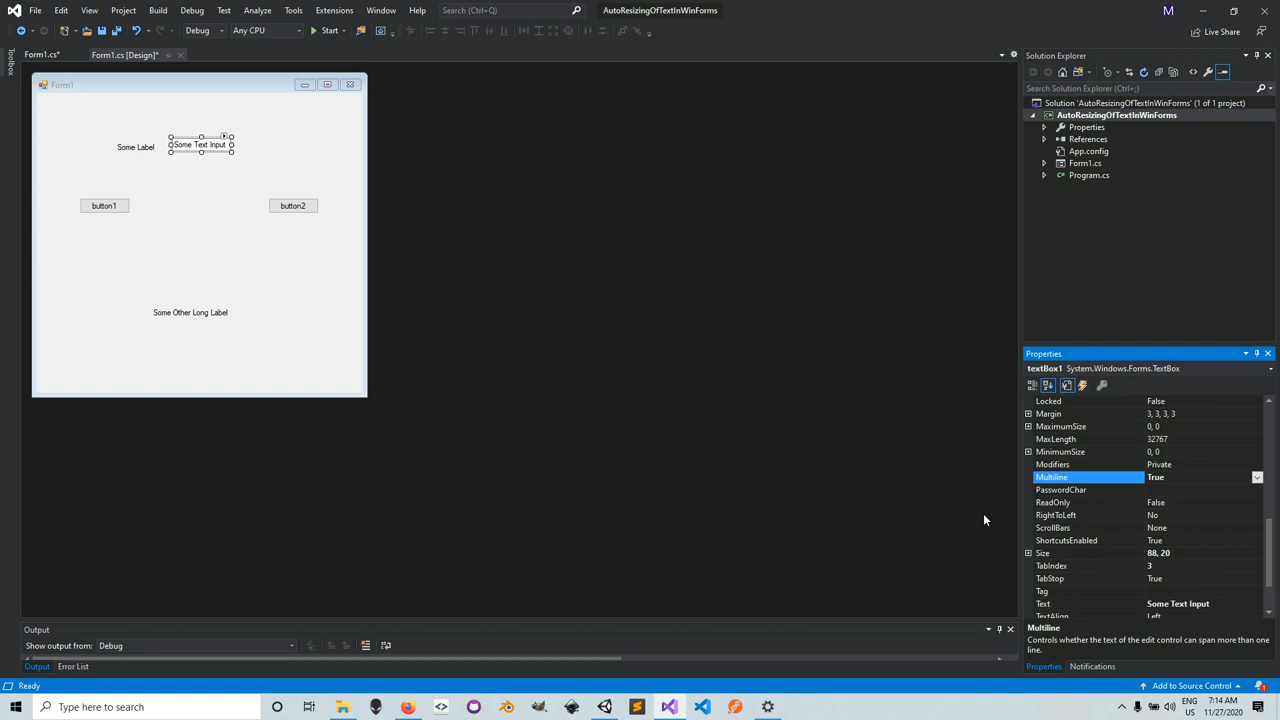 File Edit View Project Build Debug Test Analyze Tools Extensions Window Help Search (Ctrl+Q) AutoResizingOfTextInWinForms M
Debug Any CPU Start Live Share
Toolbox
Form1.cs* Form1.cs [Design]*
Form1
Some Label Some Text Input
button1 button2
Some Other Long Label
Solution Explorer
Search Solution Explorer (Ctrl+;)
Solution 'AutoResizingOfTextInWinForms' (1 of 1 project)
AutoResizingOfTextInWinForms
Properties
References
App.config
Form1.cs
Program.cs
Properties
textBox1 System.Windows.Forms.TextBox
Locked False
Margin 3, 3, 3, 3
MaximumSize 0, 0
MaxLength 32767
MinimumSize 0, 0
Modifiers Private
Multiline True
PasswordChar
ReadOnly False
RightToLeft No
ScrollBars None
ShortcutsEnabled True
Size 88, 20
TabIndex 3
TabStop True
Tag
Text Some Text Input
TextAlign Left
Multiline
Controls whether the text of the edit control can span more than one
line.
Properties Notifications
Output
Show output from: Debug
Output Error List
Ready Add to Source Control 1
Type here to search
ENG 7:14 AM
US 11/27/2020